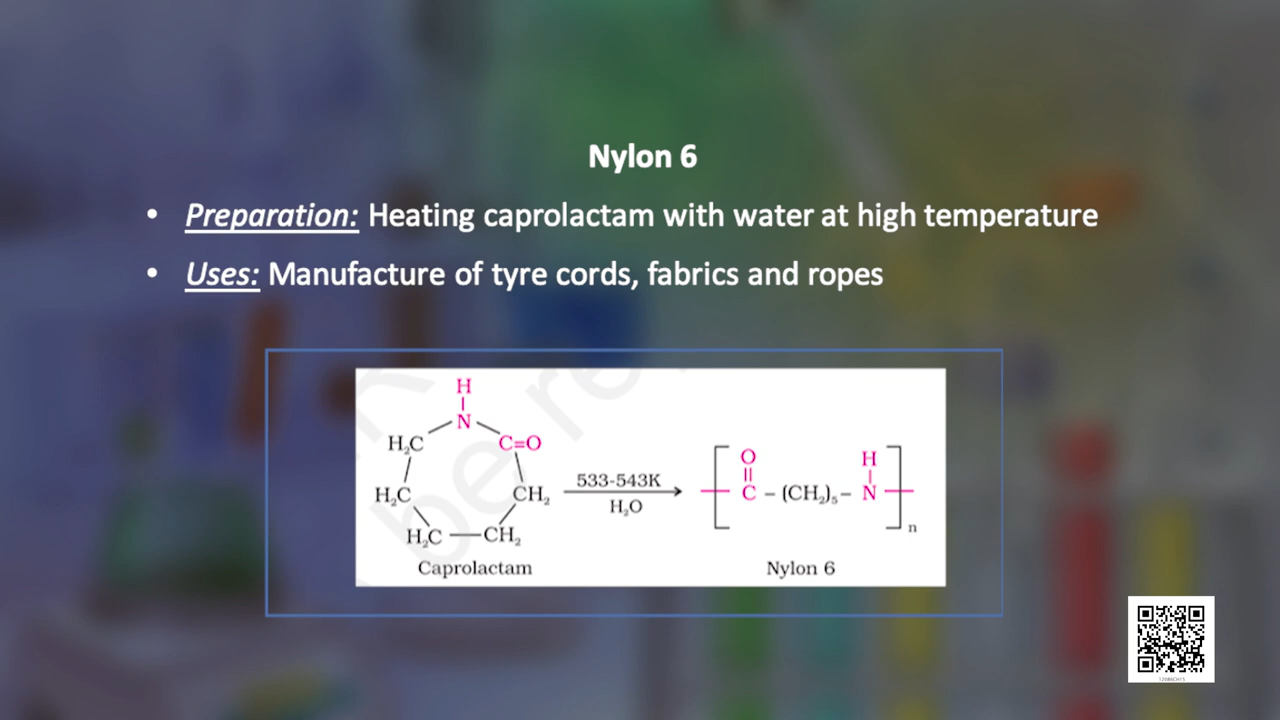 Nylon 6
• Preparation: Heating caprolactam with water at high temperature
• Uses: Manufacture of tyre cords, fabrics and ropes
H
N
H₂C
C=O
H₂C
CH₂
H₂C
CH₂
Caprolactam
533-543K
H₂O
O
C – (CH₂)₅ – N
H
n
Nylon 6